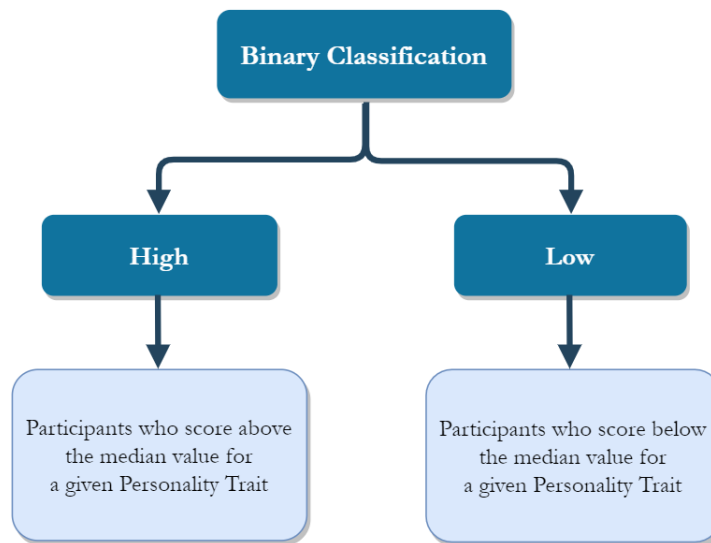 Binary Classification
High
Low
Participants who score above
the median value for
a given Personality Trait
Participants who score below
the median value for
a given Personality Trait